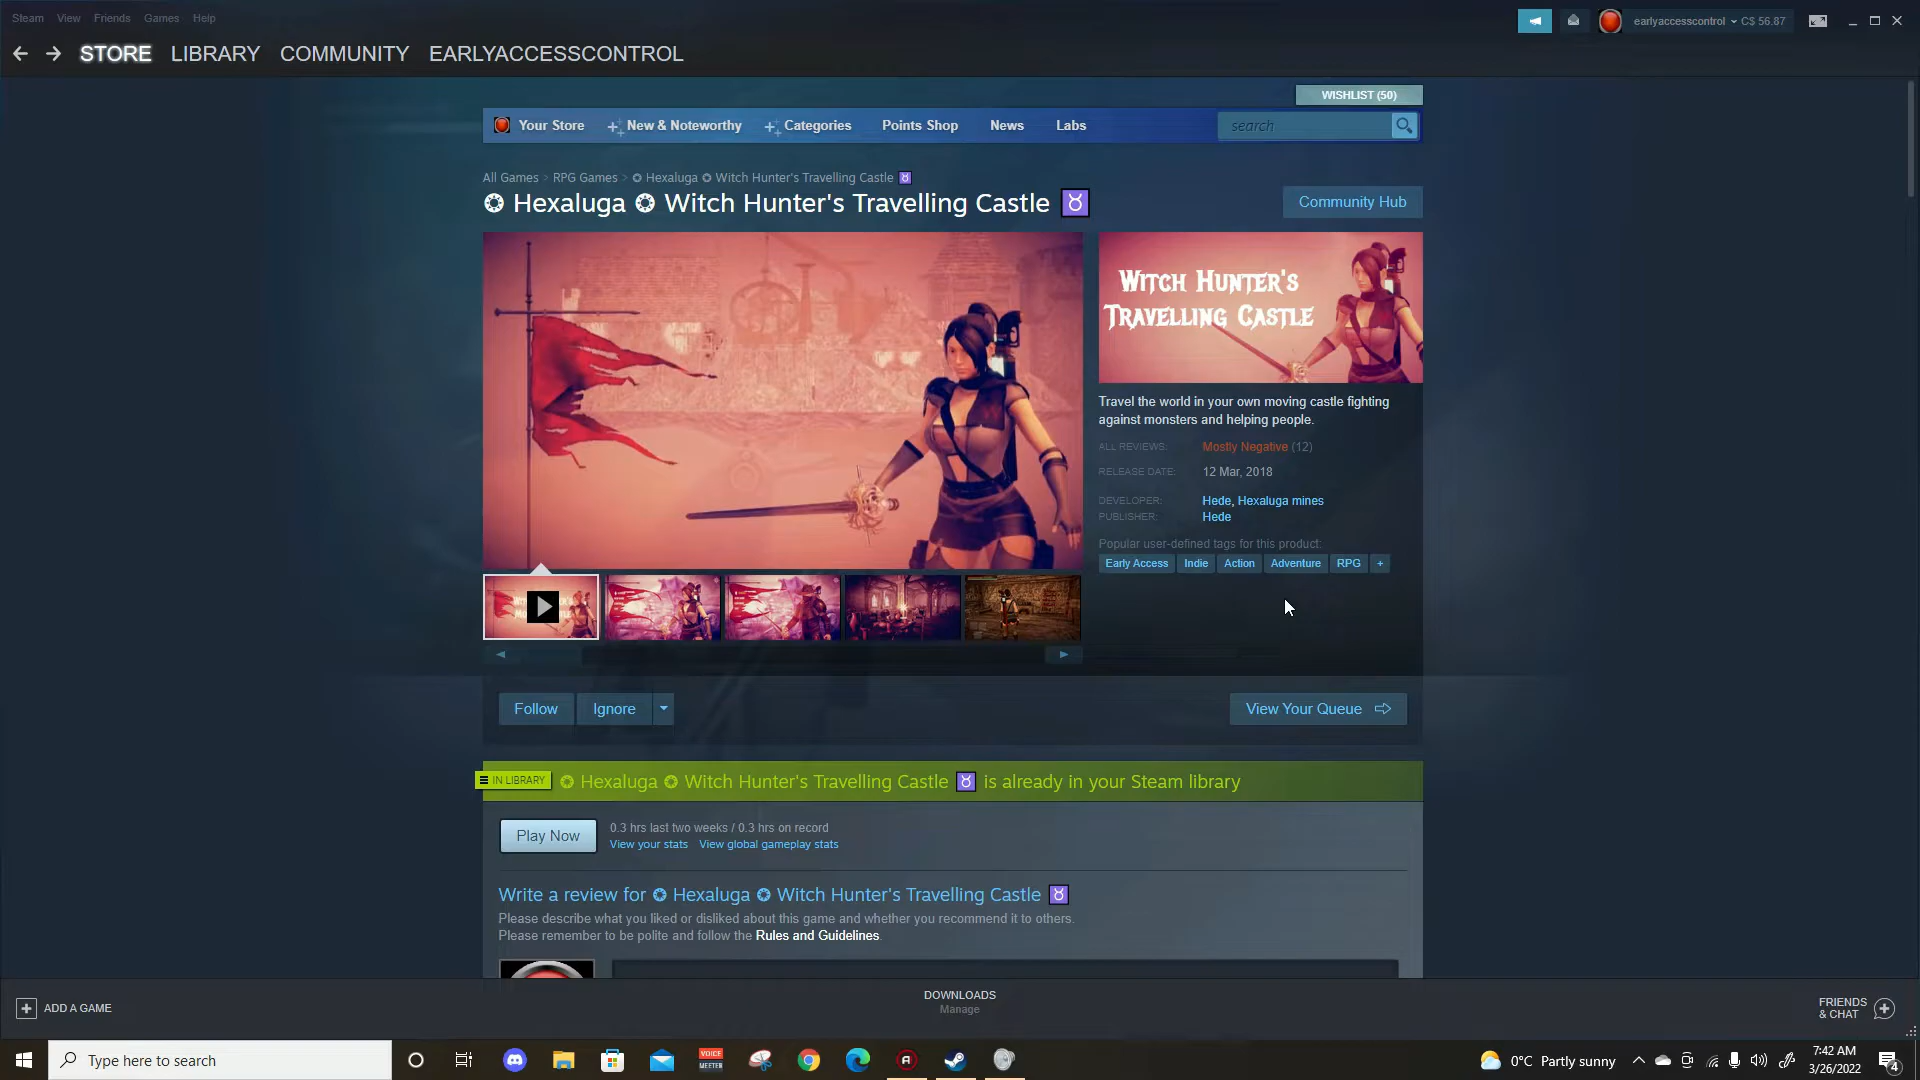 Steam View Friends Games Help
earlyaccesscontrol C$ 56.87
STORE LIBRARY COMMUNITY EARLYACCESSCONTROL
WISHLIST (50)
Your Store New & Noteworthy Categories Points Shop News Labs search
All Games > RPG Games > ❂ Hexaluga ❂ Witch Hunter's Travelling Castle ♉
❂ Hexaluga ❂ Witch Hunter's Travelling Castle ♉
Community Hub
WITCH HUNTER'S
TRAVELLING CASTLE
Travel the world in your own moving castle fighting
against monsters and helping people.
ALL REVIEWS: Mostly Negative (12)
RELEASE DATE: 12 Mar, 2018
DEVELOPER: Hede, Hexaluga mines
PUBLISHER: Hede
Popular user-defined tags for this product:
Early Access Indie Action Adventure RPG +
Follow Ignore View Your Queue
IN LIBRARY ❂ Hexaluga ❂ Witch Hunter's Travelling Castle ♉ is already in your Steam library
Play Now
0.3 hrs last two weeks / 0.3 hrs on record
View your stats View global gameplay stats
Write a review for ❂ Hexaluga ❂ Witch Hunter's Travelling Castle ♉
Please describe what you liked or disliked about this game and whether you recommend it to others.
Please remember to be polite and follow the Rules and Guidelines.
ADD A GAME
DOWNLOADS
Manage
FRIENDS
& CHAT
Type here to search
VOICE
MEETER
0°C Partly sunny
7:42 AM
3/26/2022
4